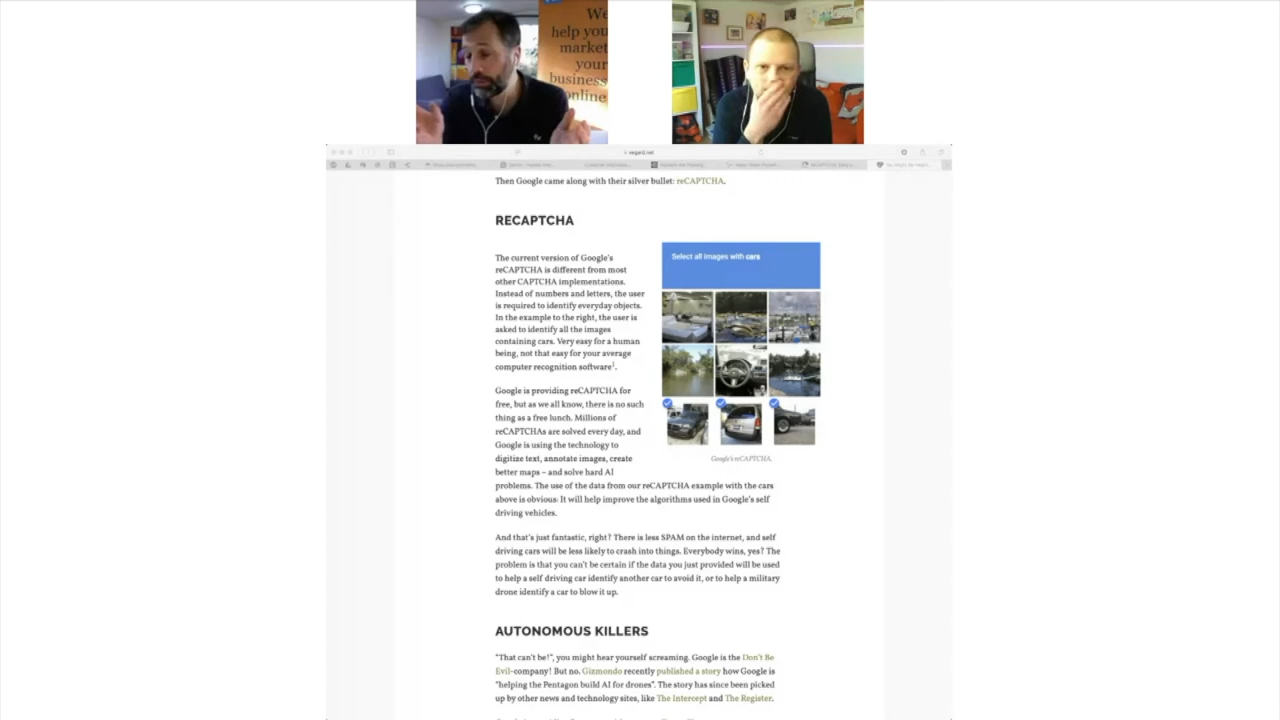 We
help you
market
your
business
online
vegard.net
Then Google came along with their silver bullet: reCAPTCHA.
RECAPTCHA
The current version of Google's
reCAPTCHA is different from most
other CAPTCHA implementations.
Instead of numbers and letters, the user
is required to identify everyday objects.
In the example to the right, the user is
asked to identify all the images
containing cars. Very easy for a human
being, not that easy for your average
computer recognition software¹.
Select all images with cars
Google's reCAPTCHA.
Google is providing reCAPTCHA for
free, but as we all know, there is no such
thing as a free lunch. Millions of
reCAPTCHAs are solved every day, and
Google is using the technology to
digitize text, annotate images, create
better maps – and solve hard AI
problems. The use of the data from our reCAPTCHA example with the cars
above is obvious: It will help improve the algorithms used in Google's self
driving vehicles.
And that's just fantastic, right? There is less SPAM on the internet, and self
driving cars will be less likely to crash into things. Everybody wins, yes? The
problem is that you can't be certain if the data you just provided will be used
to help a self driving car identify another car to avoid it, or to help a military
drone identify a car to blow it up.
AUTONOMOUS KILLERS
"That can't be!", you might hear yourself screaming. Google is the Don't Be
Evil-company! But no. Gizmondo recently published a story how Google is
"helping the Pentagon build AI for drones". The story has since been picked
up by other news and technology sites, like The Intercept and The Register.